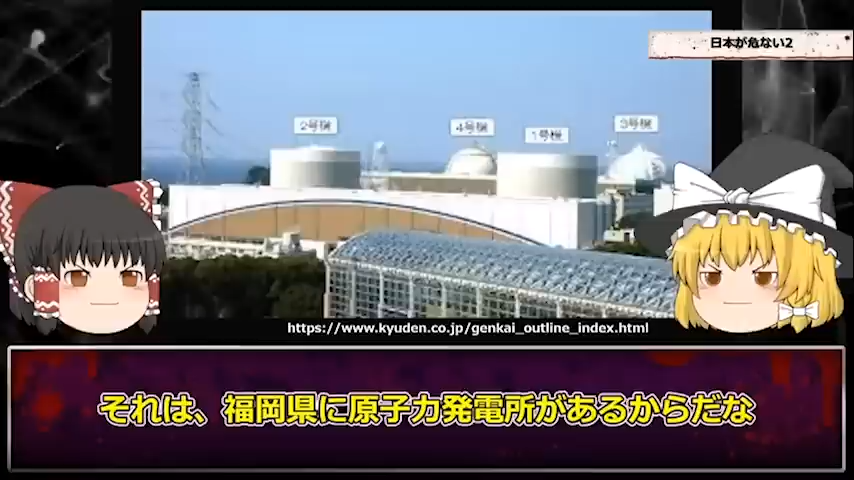 日本が危ない2
2号機
4号機
1号機
3号機
https://www.kyuden.co.jp/genkai_outline_index.html
それは、福岡県に原子力発電所があるからだな